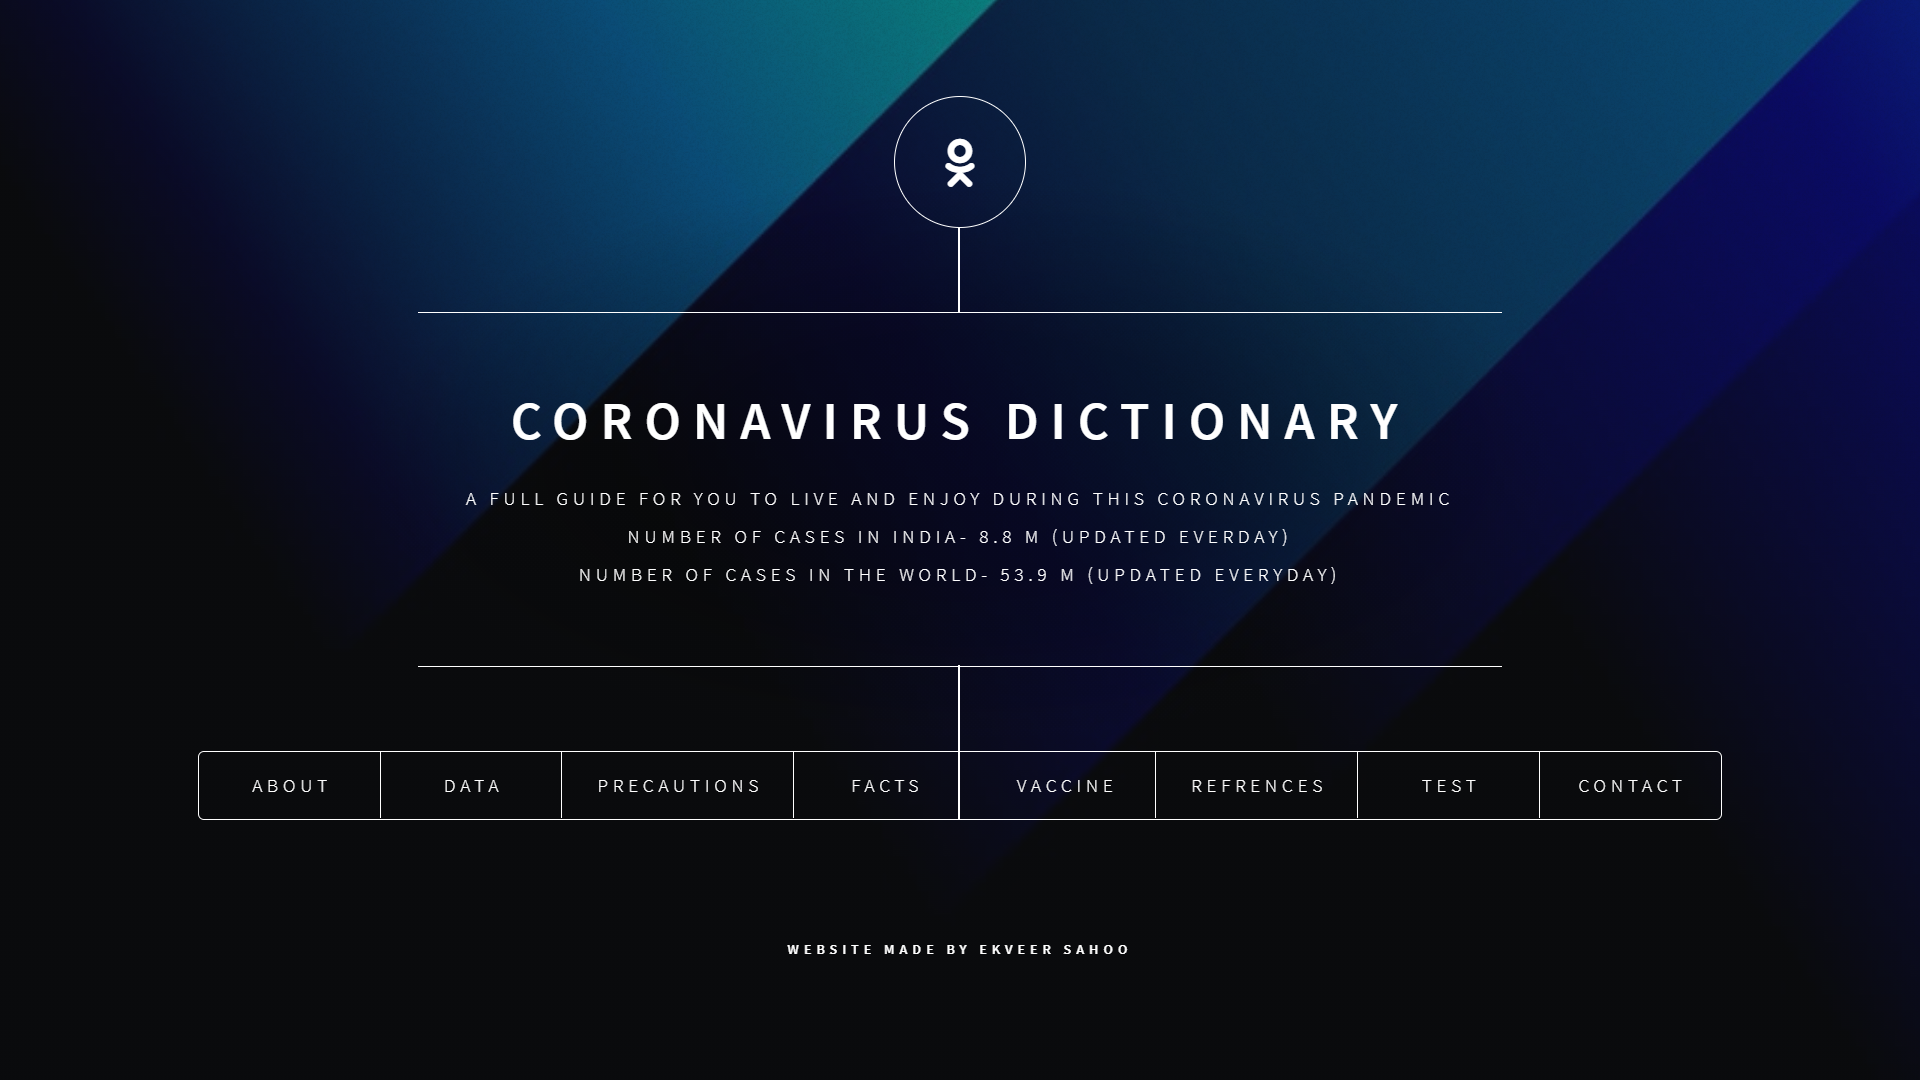 CORONAVIRUS DICTIONARY
A FULL GUIDE FOR YOU TO LIVE AND ENJOY DURING THIS CORONAVIRUS PANDEMIC
NUMBER OF CASES IN INDIA- 8.8 M (UPDATED EVERDAY)
NUMBER OF CASES IN THE WORLD- 53.9 M (UPDATED EVERYDAY)
ABOUT DATA PRECAUTIONS FACTS VACCINE REFRENCES TEST CONTACT
WEBSITE MADE BY EKVEER SAHOO